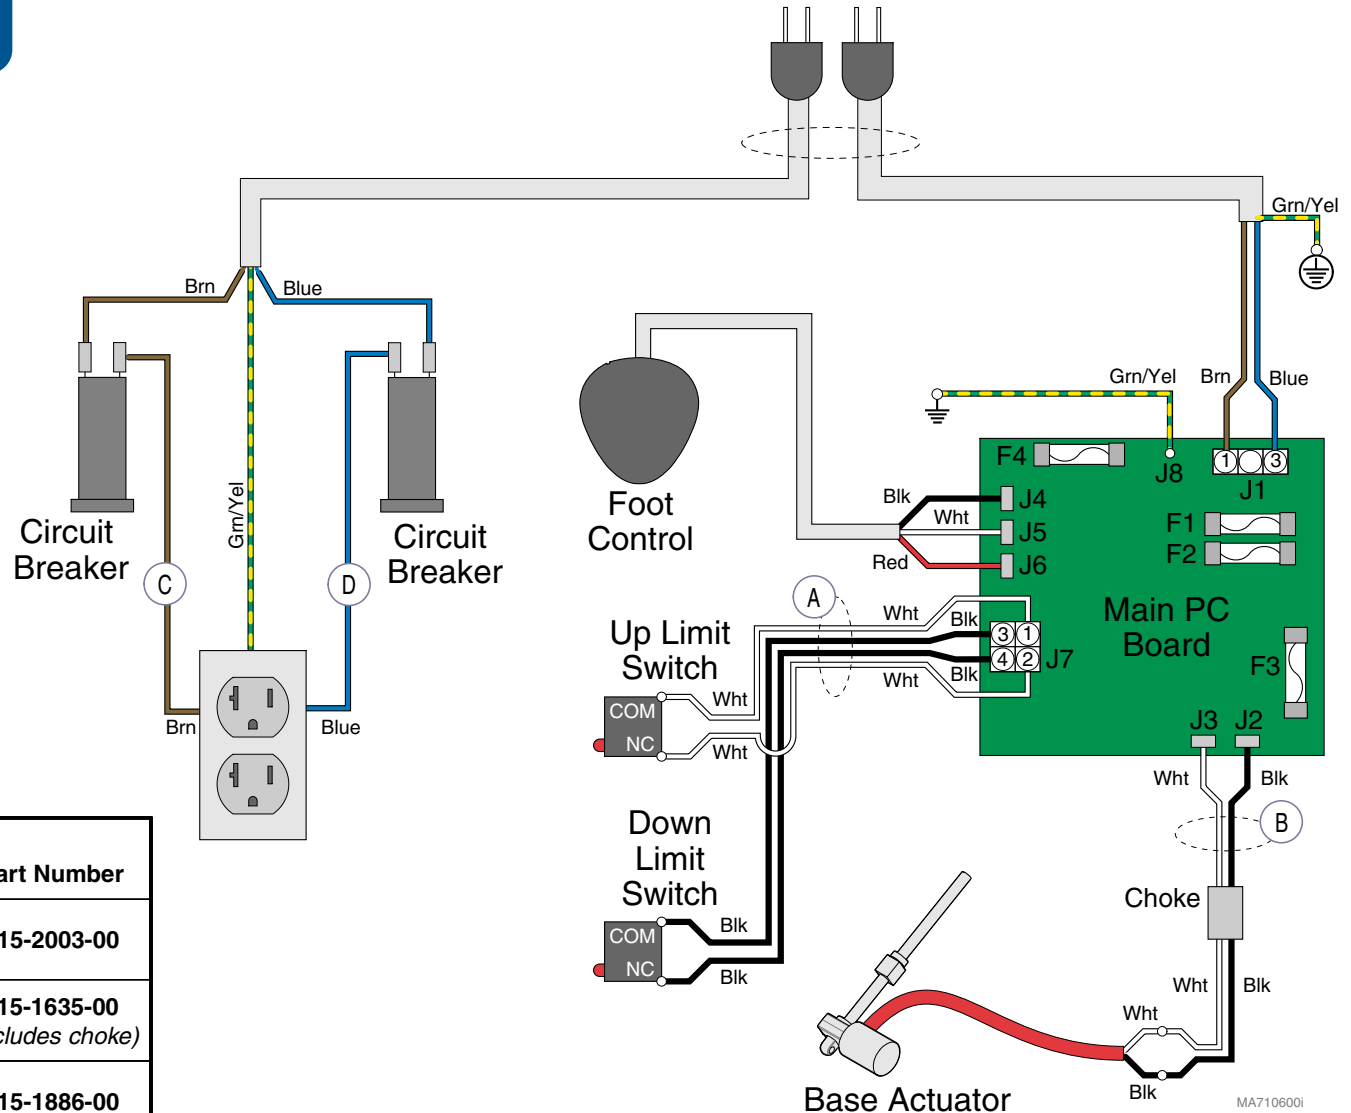 Grn/Yel
Brn
Blue
Grn/Yel
Brn
Blue
Grn/Yel
F4
J8
1
3
J1
Blk
J4
Foot
Control
Wht
J5
F1
Circuit
Breaker
Circuit
Breaker
Red
J6
F2
C
D
A
Main PC
Board
Wht
Blk
3
1
4
2
J7
Wht
Blk
F3
Up Limit
Switch
COM
NC
Wht
Wht
Brn
Blue
J3
J2
Wht
Blk
B
Down
Limit
Switch
COM
NC
Blk
Blk
Choke
Wht
Blk
Wht
Blk
Base Actuator
art Number
15-2003-00
15-1635-00
cludes choke)
15-1886-00
MA710600i